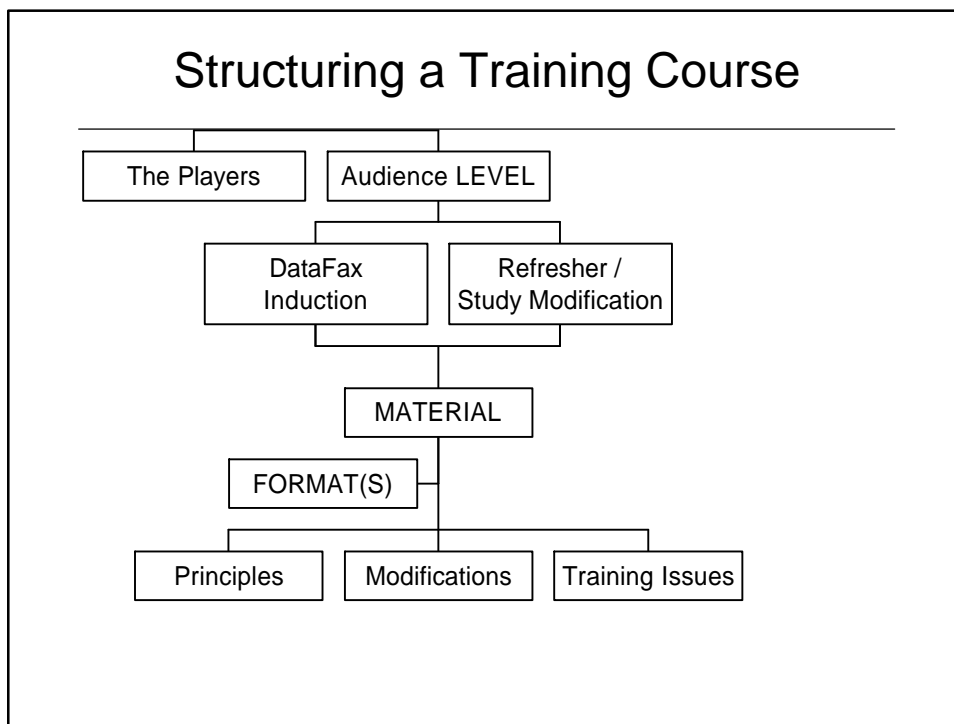 Structuring a Training Course
The Players
Audience LEVEL
DataFax
Induction
Refresher /
Study Modification
MATERIAL
FORMAT(S)
Principles
Modifications
Training Issues